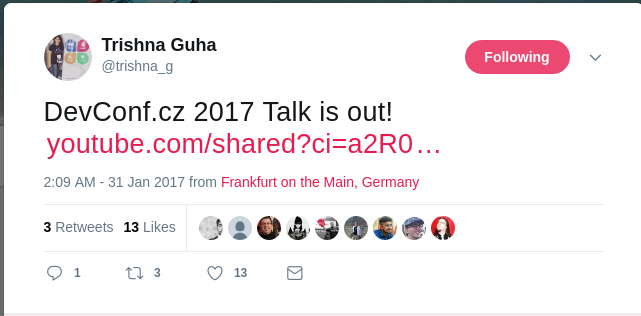 Trishna Guha
@trishna_g
Following
DevConf.cz 2017 Talk is out!
youtube.com/shared?ci=a2R0…
2:09 AM - 31 Jan 2017 from Frankfurt on the Main, Germany
3 Retweets 13 Likes
1 3 13